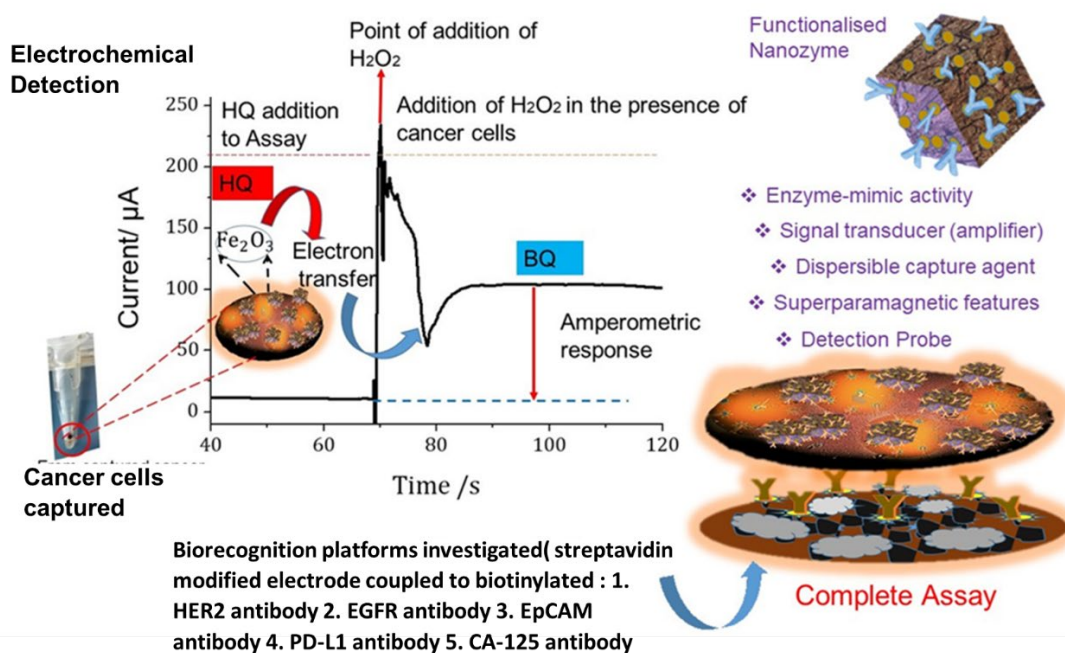 Electrochemical
Detection
Point of addition of
H₂O₂
HQ addition
to Assay
Addition of H₂O₂ in the presence of
cancer cells
HQ
Fe₂O₃
Electron
transfer
BQ
Amperometric
response
Current/ µA
250
200
150
100
50
0
40
60
80
100
120
Time /s
Cancer cells
captured
Functionalised
Nanozyme
❖ Enzyme-mimic activity
❖ Signal transducer (amplifier)
❖ Dispersible capture agent
❖ Superparamagnetic features
❖ Detection Probe
Complete Assay
Biorecognition platforms investigated( streptavidin
modified electrode coupled to biotinylated : 1.
HER2 antibody 2. EGFR antibody 3. EpCAM
antibody 4. PD-L1 antibody 5. CA-125 antibody